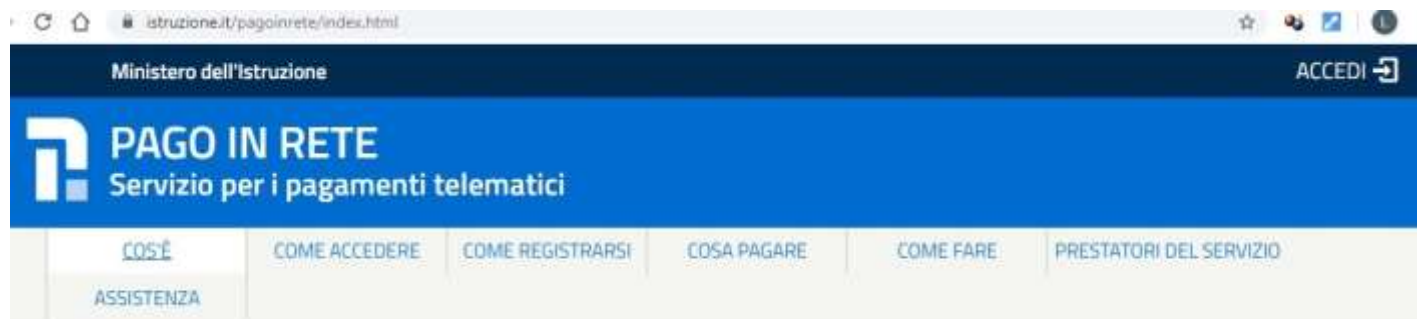 istruzione.it/pagoinrete/index.html
Ministero dell'Istruzione
ACCEDI
PAGO IN RETE
Servizio per i pagamenti telematici
COS'È COME ACCEDERE COME REGISTRARSI COSA PAGARE COME FARE PRESTATORI DEL SERVIZIO
ASSISTENZA